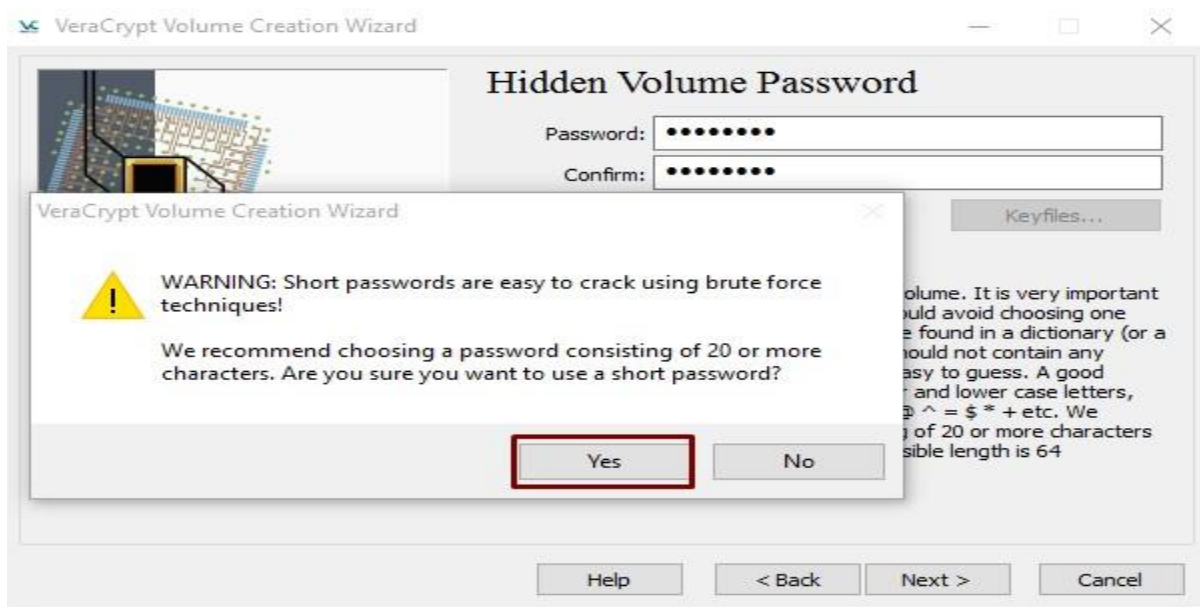 VeraCrypt Volume Creation Wizard
Hidden Volume Password
Password: ••••••••
Confirm: ••••••••
Keyfiles...
VeraCrypt Volume Creation Wizard
WARNING: Short passwords are easy to crack using brute force
techniques!
We recommend choosing a password consisting of 20 or more
characters. Are you sure you want to use a short password?
Yes
No
olume. It is very important
uld avoid choosing one
found in a dictionary (or a
ould not contain any
asy to guess. A good
and lower case letters,
^ = $ * + etc. We
of 20 or more characters
sible length is 64
Help
< Back
Next >
Cancel